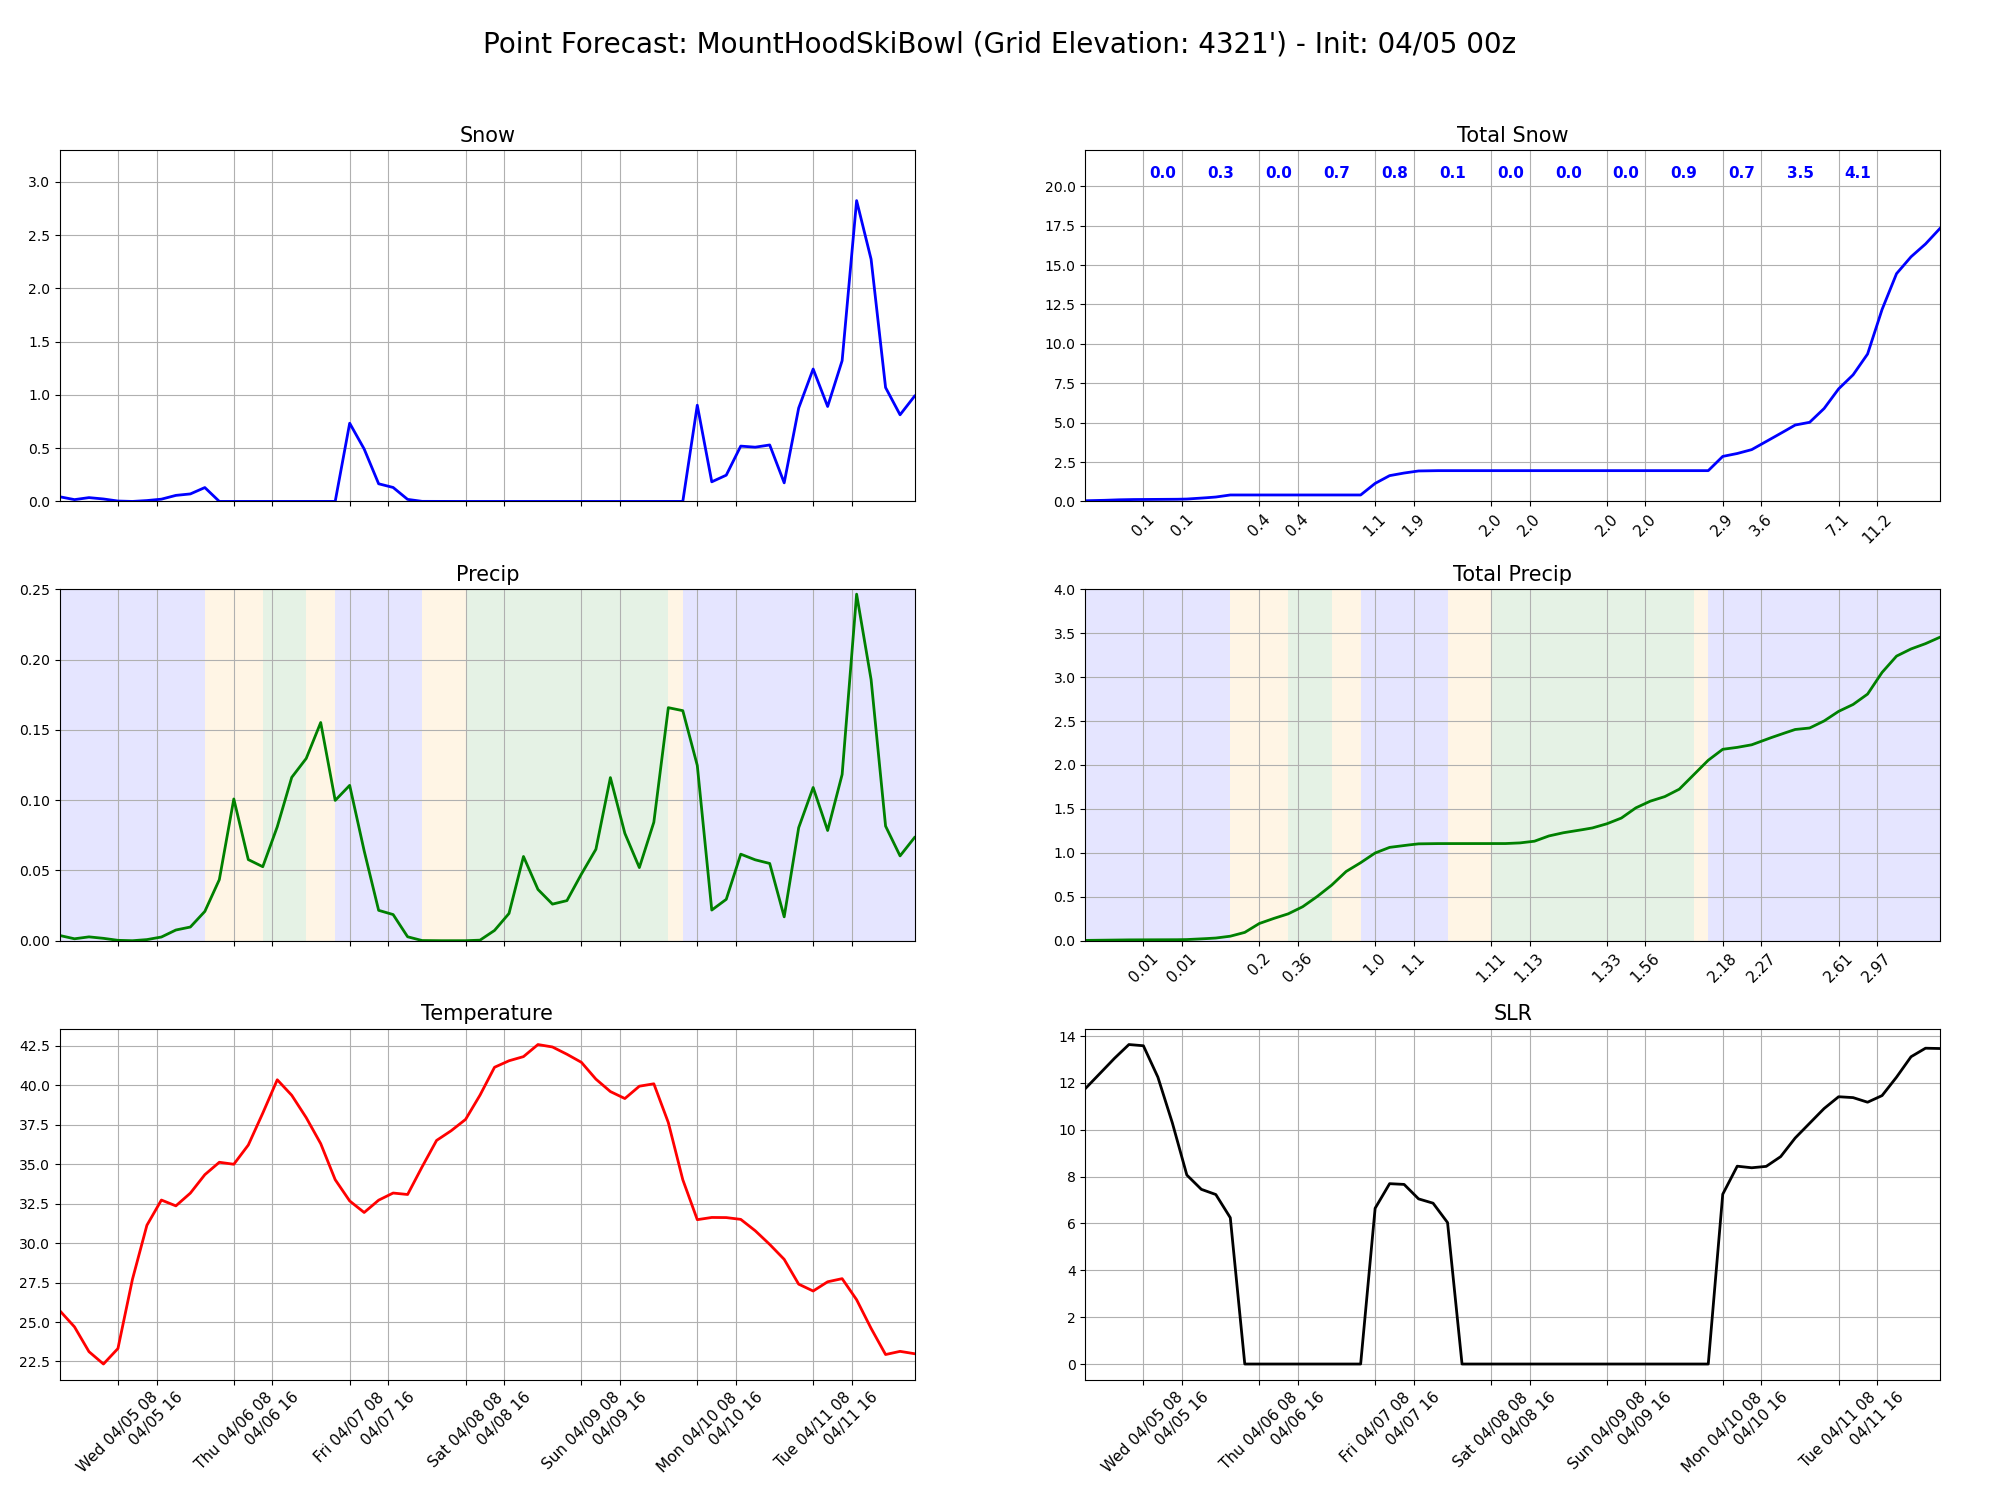 Point Forecast: MountHoodSkiBowl (Grid Elevation: 4321') - Init: 04/05 00z
Snow
3.0
2.5
2.0
1.5
1.0
0.5
0.0
Total Snow
0.0 0.3 0.0 0.7 0.8 0.1 0.0 0.0 0.0 0.9 0.7 3.5 4.1
20.0
17.5
15.0
12.5
10.0
7.5
5.0
2.5
0.0
0.1 0.1 0.4 0.4 1.1 1.9 2.0 2.0 2.0 2.0 2.9 3.6 7.1 11.2
Precip
0.25
0.20
0.15
0.10
0.05
0.00
Total Precip
4.0
3.5
3.0
2.5
2.0
1.5
1.0
0.5
0.0
0.01 0.01 0.2 0.36 1.0 1.1 1.11 1.13 1.33 1.56 2.18 2.27 2.61 2.97
Temperature
42.5
40.0
37.5
35.0
32.5
30.0
27.5
25.0
22.5
Wed 04/05 08
04/05 16
Thu 04/06 08
04/06 16
Fri 04/07 08
04/07 16
Sat 04/08 08
04/08 16
Sun 04/09 08
04/09 16
Mon 04/10 08
04/10 16
Tue 04/11 08
04/11 16
SLR
14
12
10
8
6
4
2
0
Wed 04/05 08
04/05 16
Thu 04/06 08
04/06 16
Fri 04/07 08
04/07 16
Sat 04/08 08
04/08 16
Sun 04/09 08
04/09 16
Mon 04/10 08
04/10 16
Tue 04/11 08
04/11 16